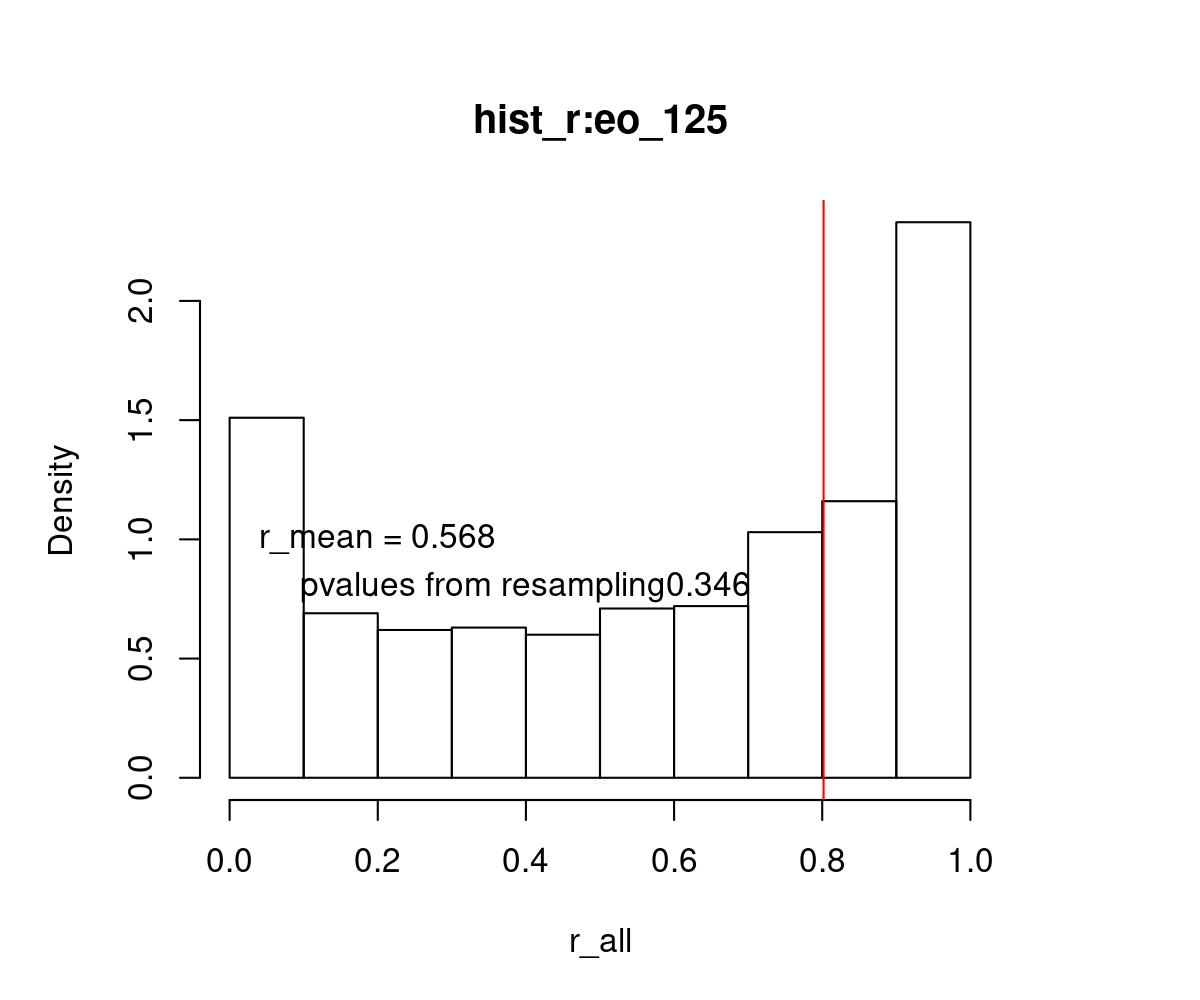 hist_r:eo_125
Density
2.0
1.5
1.0
0.5
0.0
r_mean = 0.568
pvalues from resampling0.346
0.0 0.2 0.4 0.6 0.8 1.0
r_all